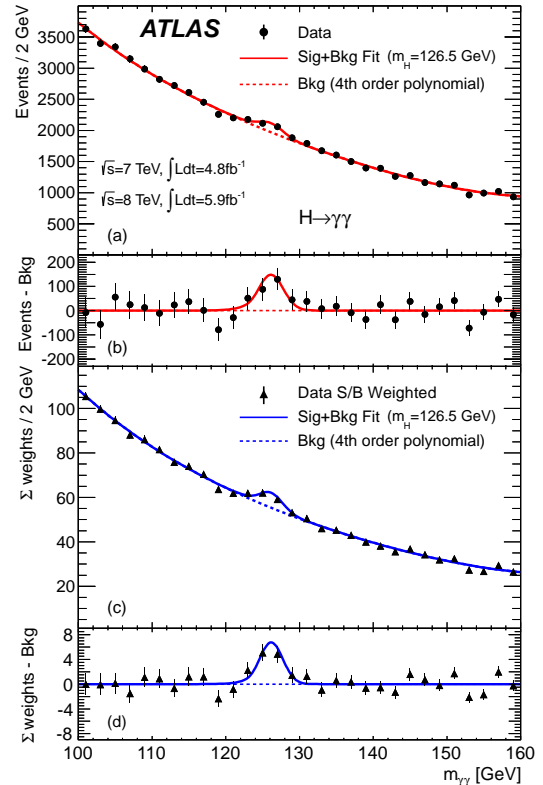 ATLAS
Data
Sig+Bkg Fit (m_H=126.5 GeV)
Bkg (4th order polynomial)
√s=7 TeV, ∫Ldt=4.8fb⁻¹
√s=8 TeV, ∫Ldt=5.9fb⁻¹
H→γγ
(a)
Events / 2 GeV
3500
3000
2500
2000
1500
1000
500
Events - Bkg
200
100
0
-100
-200
(b)
Data S/B Weighted
Sig+Bkg Fit (m_H=126.5 GeV)
Bkg (4th order polynomial)
Σ weights / 2 GeV
100
80
60
40
20
(c)
Σ weights - Bkg
8
4
0
-4
-8
(d)
100 110 120 130 140 150 160
m_γγ [GeV]